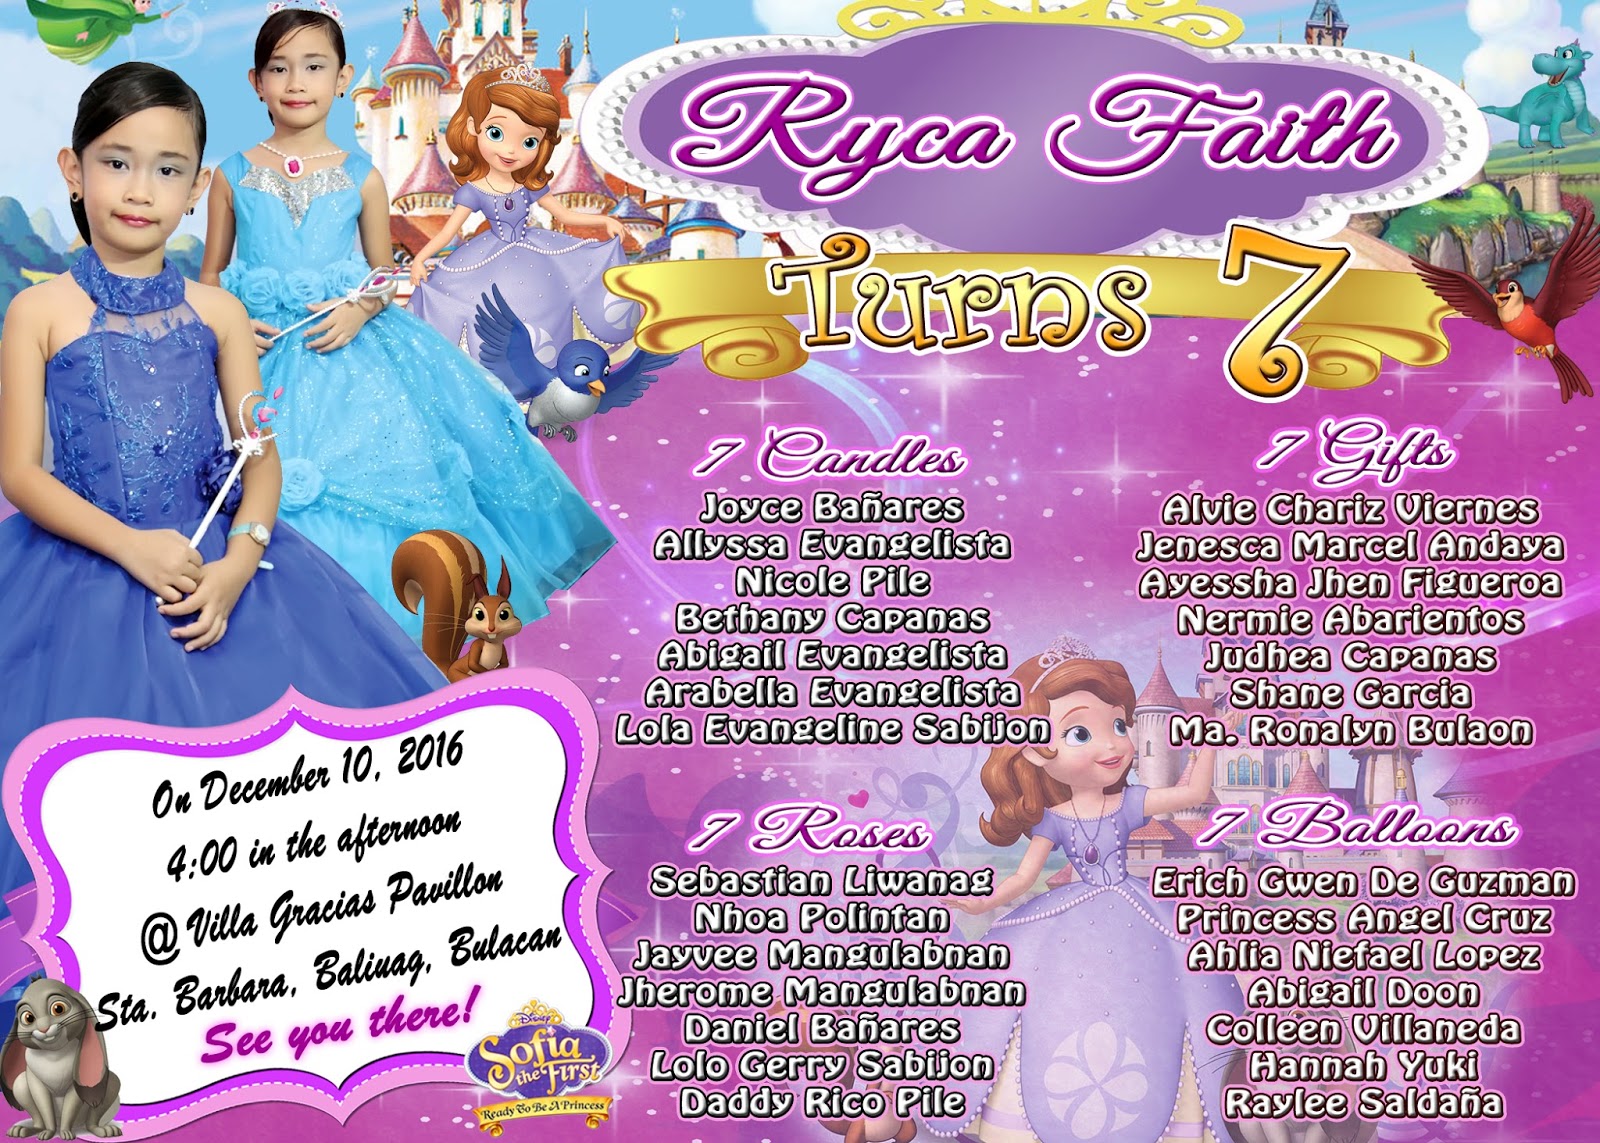 Ryca Faith
Turns 7
7 Candles
Joyce Bañares
Allyssa Evangelista
Nicole Pile
Bethany Capanas
Abigail Evangelista
Arabella Evangelista
Lola Evangeline Sabijon
7 Gifts
Alvie Chariz Viernes
Jenesca Marcel Andaya
Ayessha Jhen Figueroa
Nermie Abarientos
Judhea Capanas
Shane Garcia
Ma. Ronalyn Bulaon
7 Roses
Sebastian Liwanag
Nhoa Polintan
Jayvee Mangulabnan
Jherome Mangulabnan
Daniel Bañares
Lolo Gerry Sabijon
Daddy Rico Pile
7 Balloons
Erich Gwen De Guzman
Princess Angel Cruz
Ahlia Niefael Lopez
Abigail Doon
Colleen Villaneda
Hannah Yuki
Raylee Saldaña
On December 10, 2016
4:00 in the afternoon
@ Villa Gracias Pavillon
Sta. Barbara, Baliuag, Bulacan
See you there!
Disney
Sofia
the First
Ready To Be A Princess